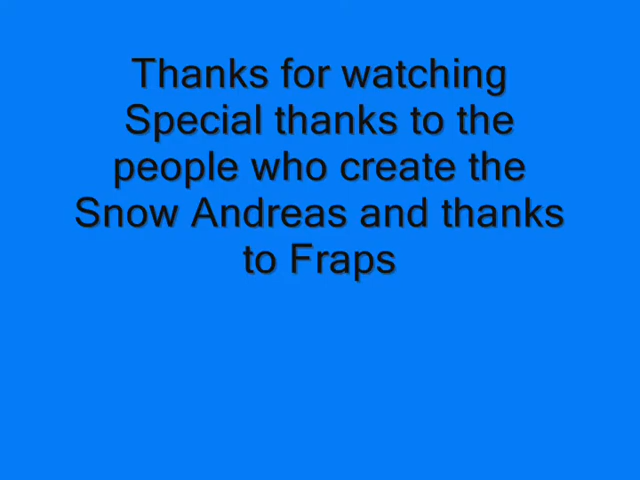 Thanks for watching
Special thanks to the
people who create the
Snow Andreas and thanks
to Fraps